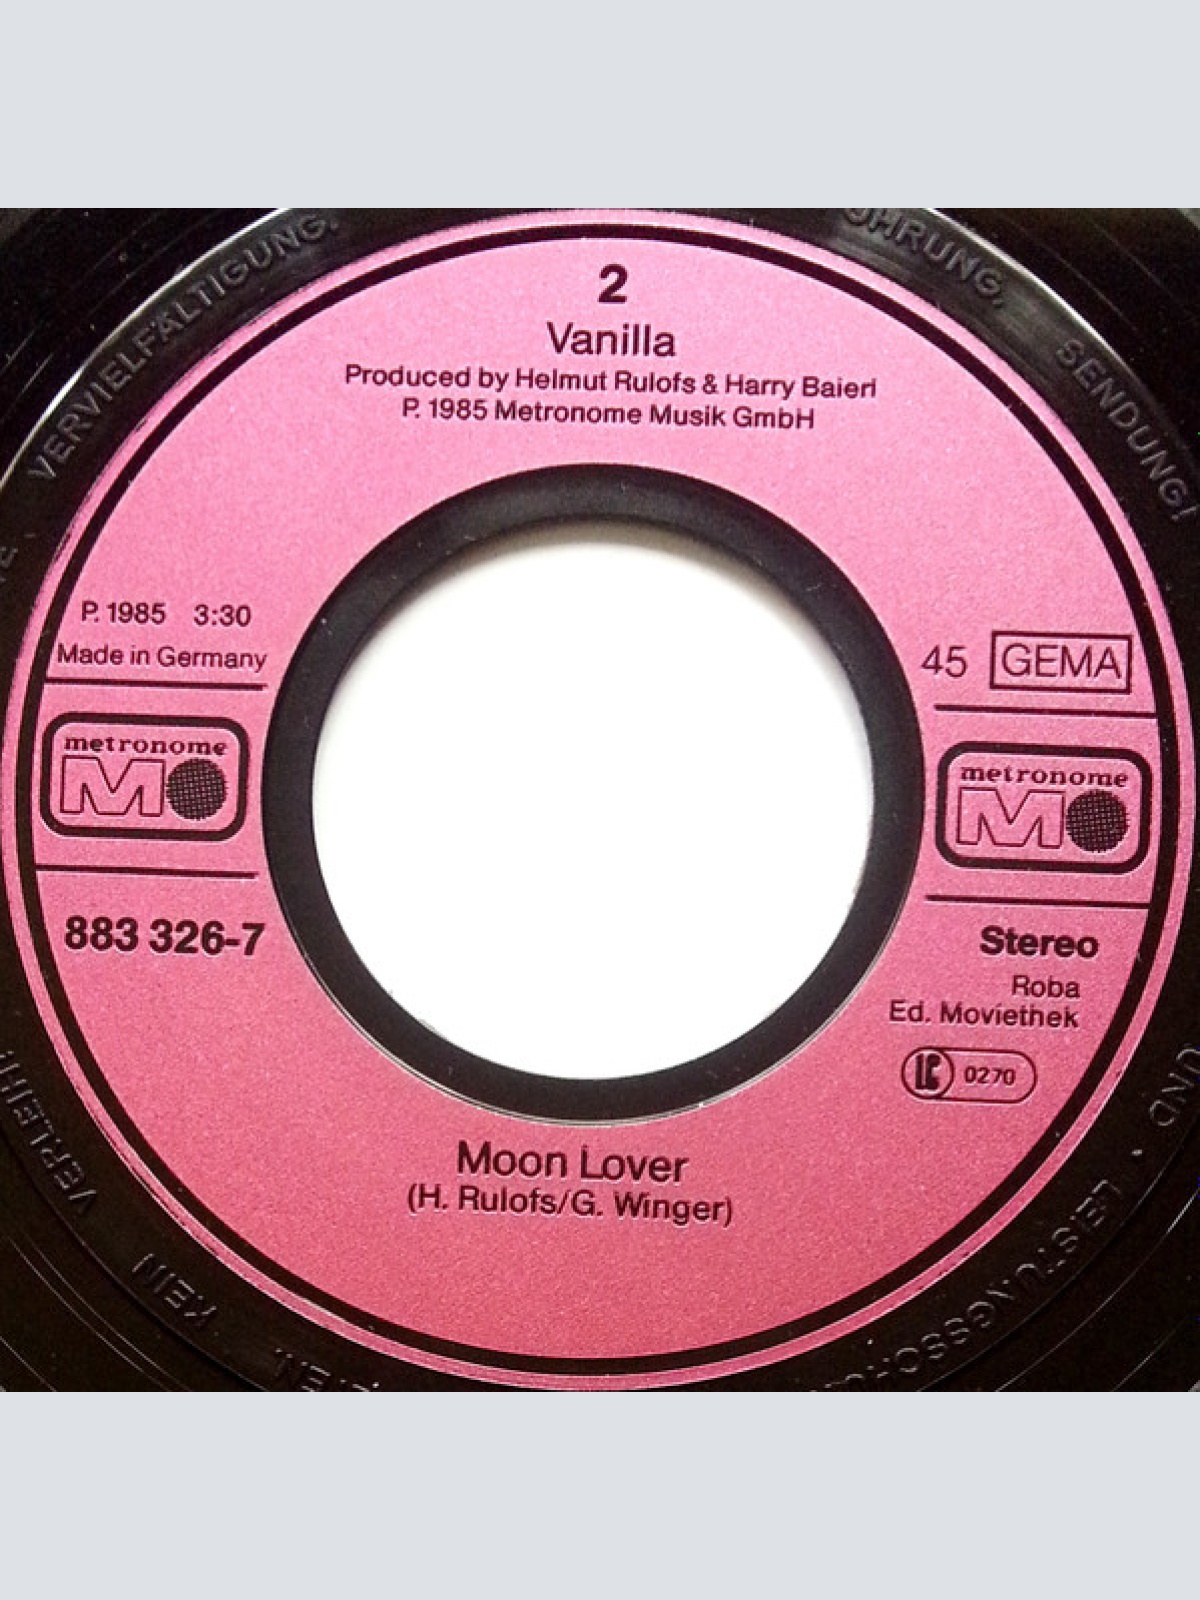 VERVIELFÄLTIGUNG,
SENDUNG!
2
Vanilla
Produced by Helmut Rulofs & Harry Baierl
P. 1985 Metronome Musik GmbH
P. 1985 3:30
Made in Germany
45 GEMA
metronome
metronome
883 326-7
Stereo
Roba
Ed. Moviethek
LC 0270
Moon Lover
(H. Rulofs/G. Winger)
UND
KEIN